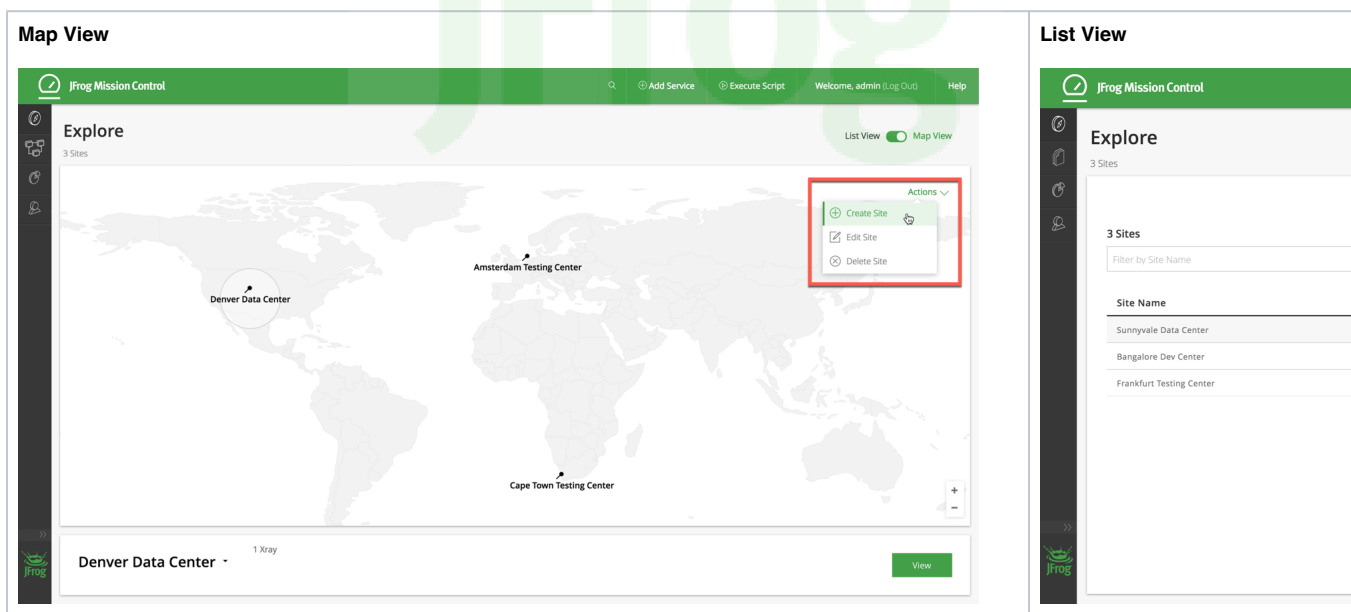 JFrog
Map View
JFrog Mission Control
Add Service
Execute Script
Welcome, admin (Log Out)
Help
Explore
3 Sites
List View
Map View
Actions
Create Site
Edit Site
Delete Site
Amsterdam Testing Center
Denver Data Center
Cape Town Testing Center
+
−
Denver Data Center
1 Xray
View
JFrog
List View
JFrog Mission Control
Explore
3 Sites
3 Sites
Filter by Site Name
Site Name
Sunnyvale Data Center
Bangalore Dev Center
Frankfurt Testing Center
JFrog